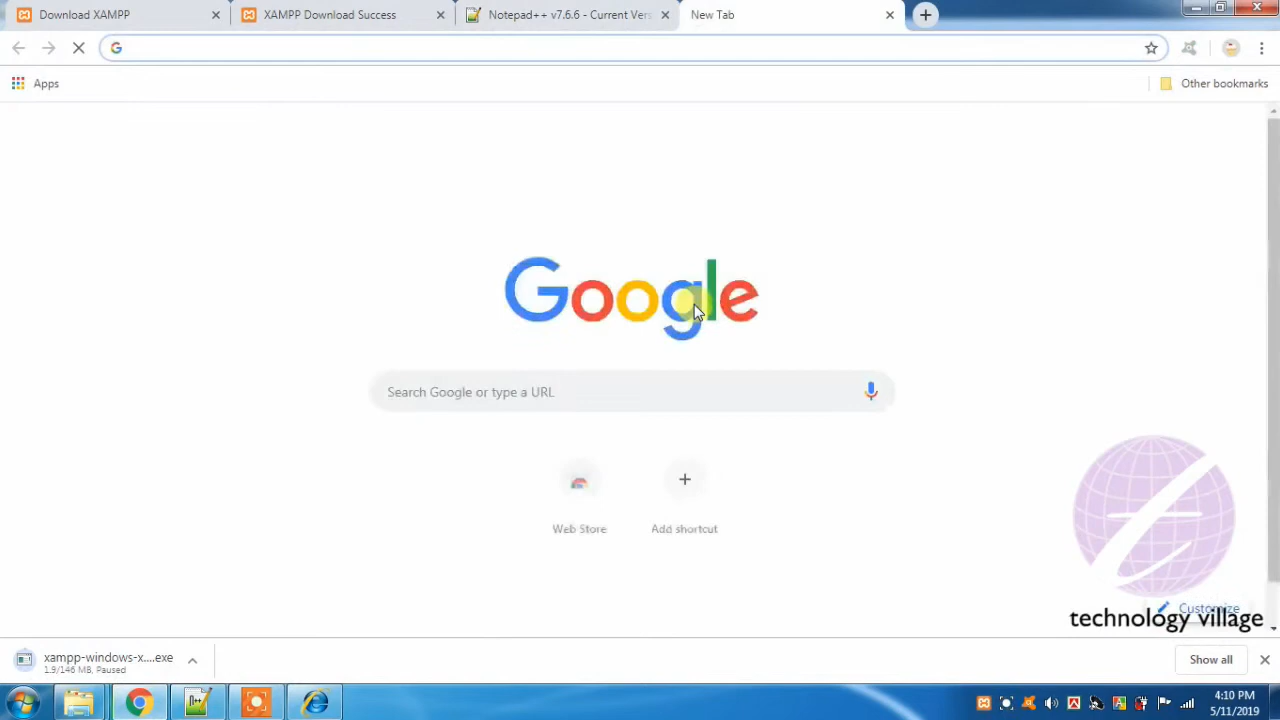 Download XAMPP
XAMPP Download Success
Notepad++ v7.6.6 - Current Vers
New Tab
Apps
Other bookmarks
Google
Search Google or type a URL
Web Store
Add shortcut
Customize
technology village
xampp-windows-x....exe
1.9/146 MB, Paused
Show all
4:10 PM
5/11/2019